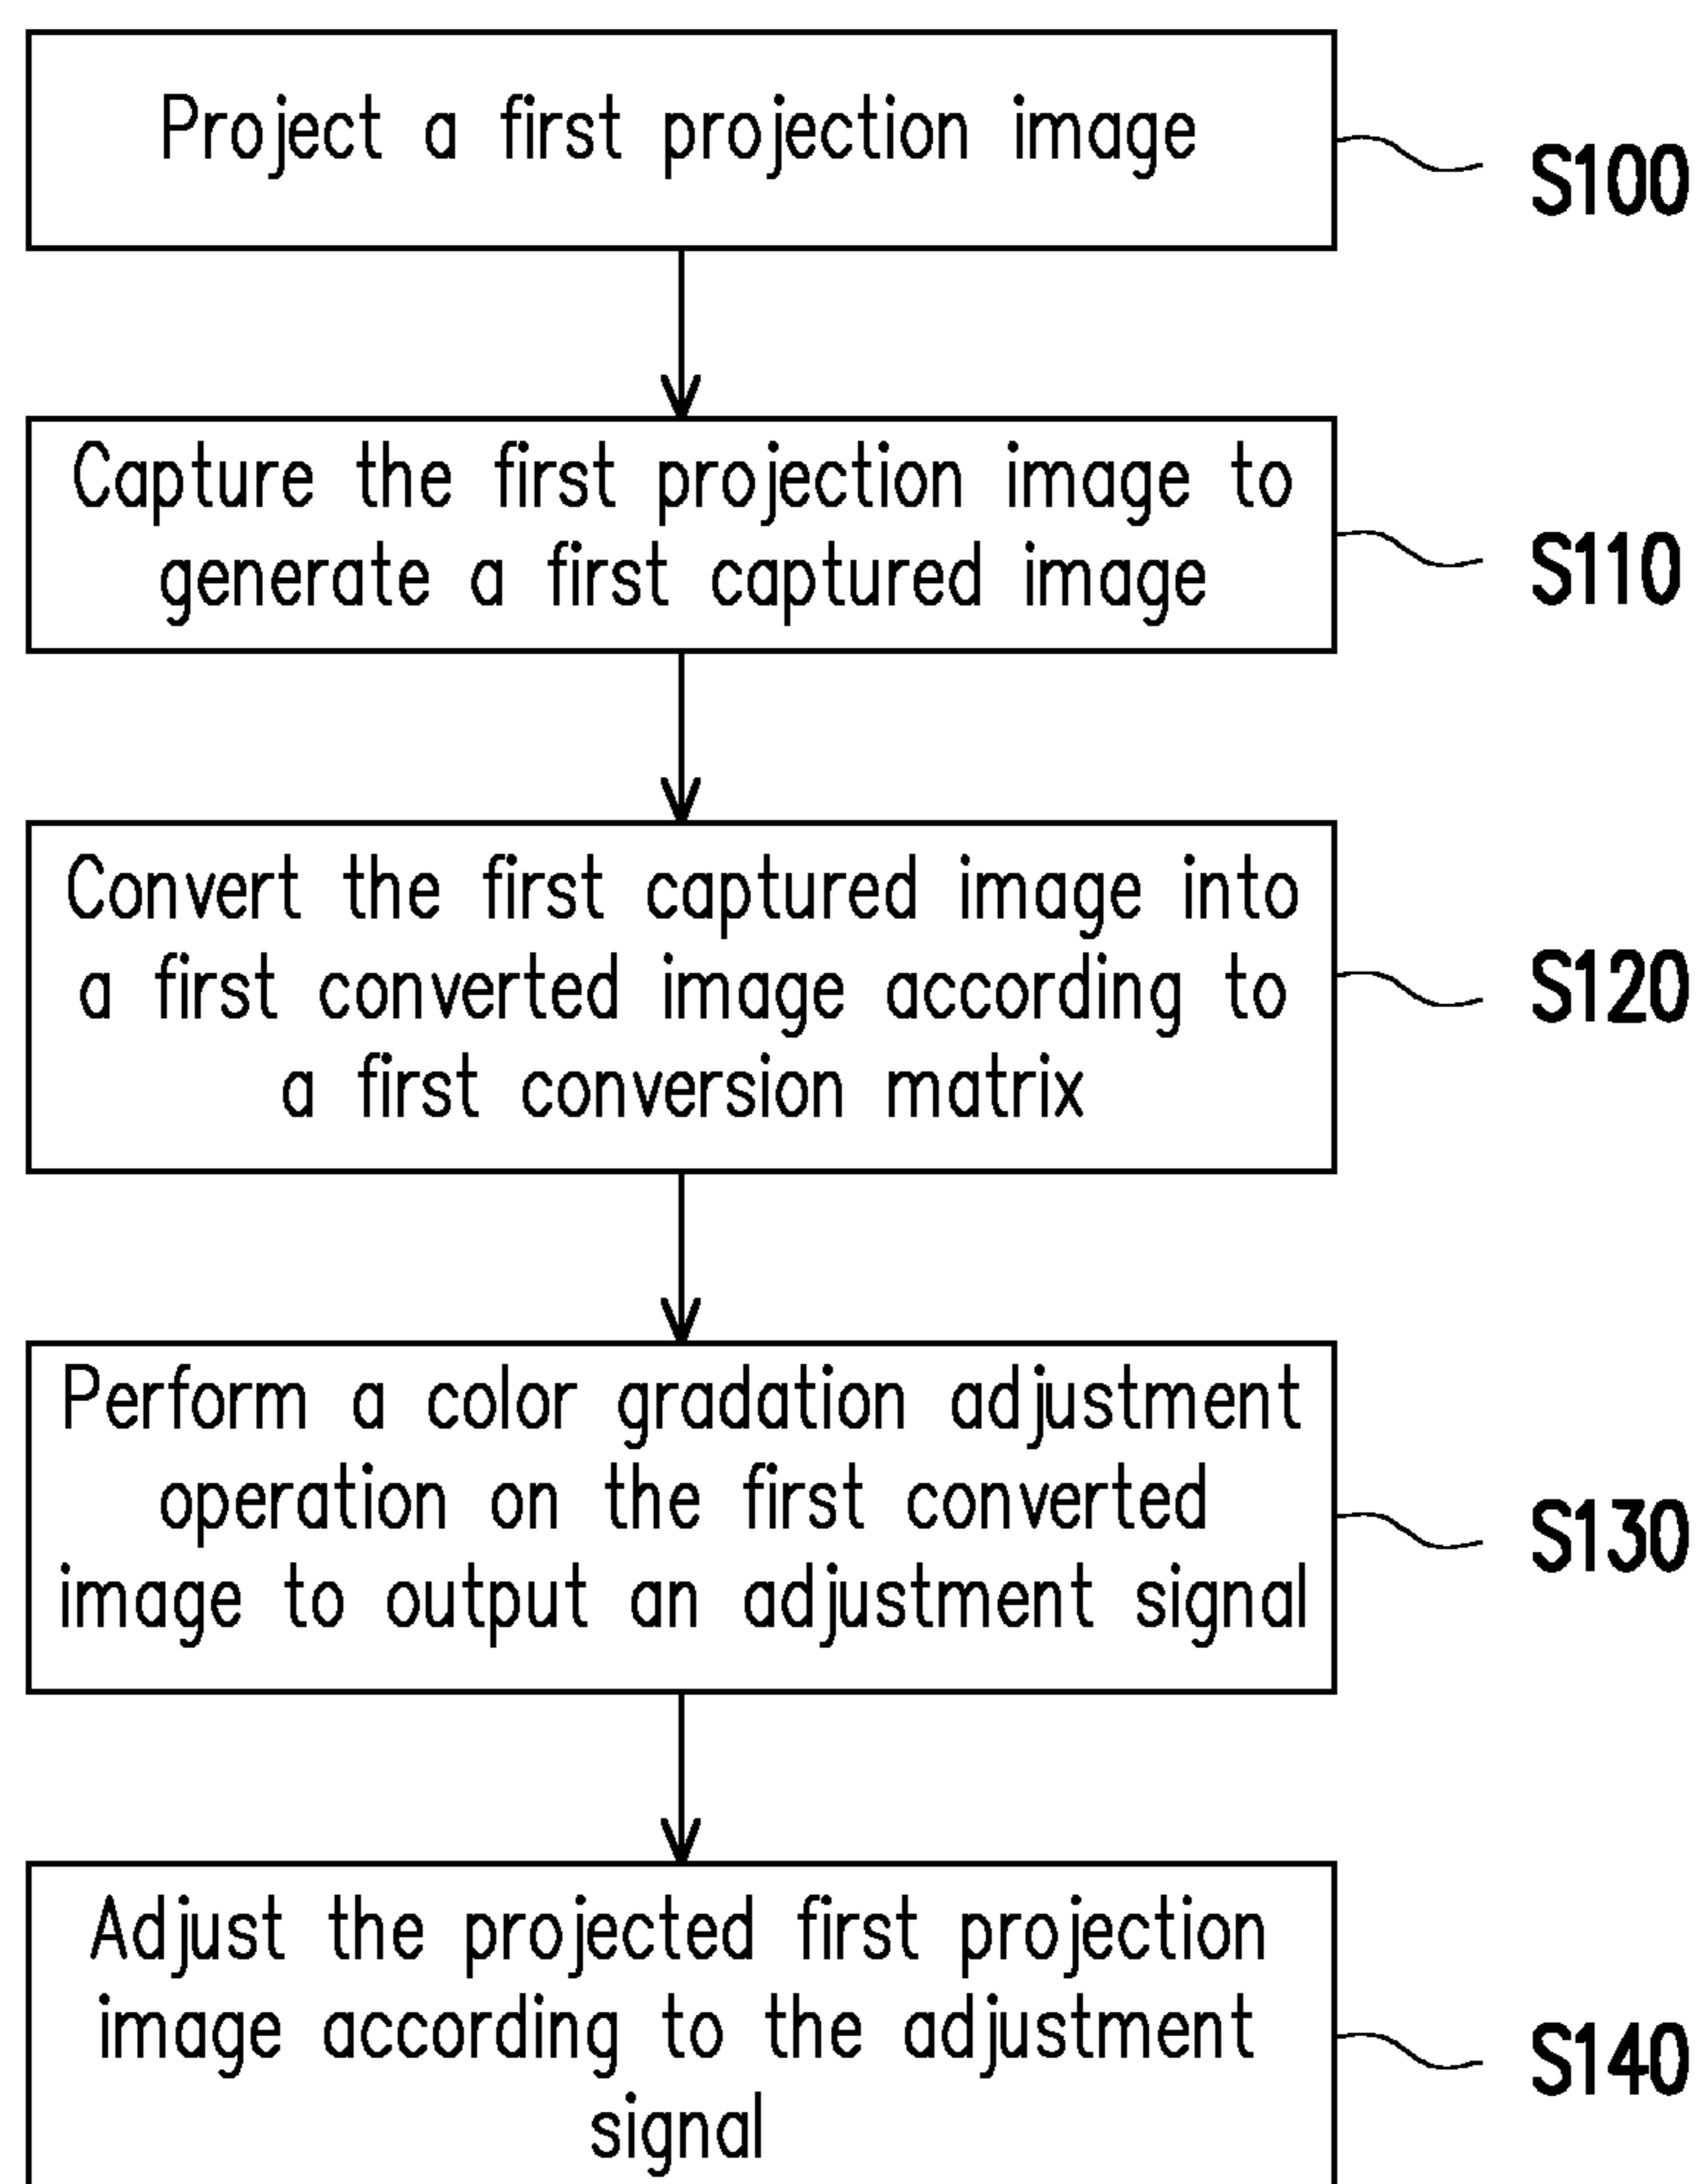 Project a first projection image
S100
Capture the first projection image to
generate a first captured image
S110
Convert the first captured image into
a first converted image according to
a first conversion matrix
S120
Perform a color gradation adjustment
operation on the first converted
image to output an adjustment signal
S130
Adjust the projected first projection
image according to the adjustment
signal
S140